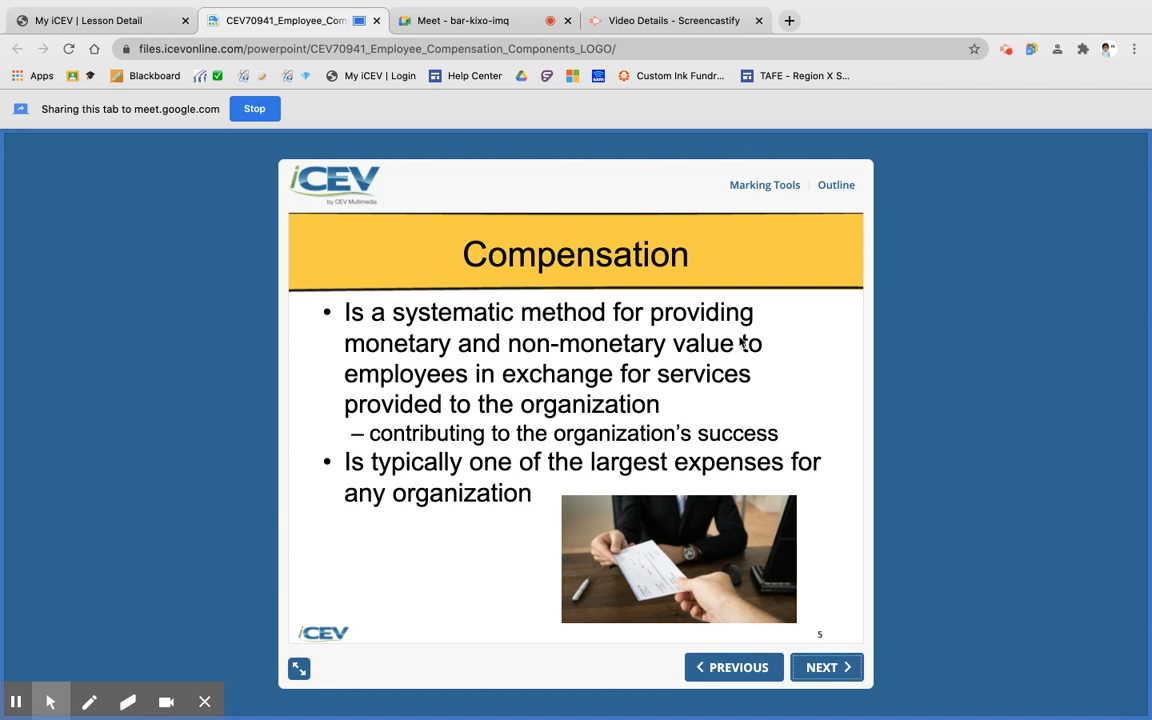 My iCEV | Lesson Detail
CEV70941_Employee_Com
Meet - bar-kixo-imq
Video Details - Screencastify
files.icevonline.com/powerpoint/CEV70941_Employee_Compensation_Components_LOGO/
Apps
Blackboard
My iCEV | Login
Help Center
Custom Ink Fundr...
TAFE - Region X S...
Sharing this tab to meet.google.com
Stop
iCEV
by CEV Multimedia
Marking Tools | Outline
Compensation
• Is a systematic method for providing
monetary and non-monetary value to
employees in exchange for services
provided to the organization
– contributing to the organization's success
• Is typically one of the largest expenses for
any organization
iCEV
5
PREVIOUS
NEXT